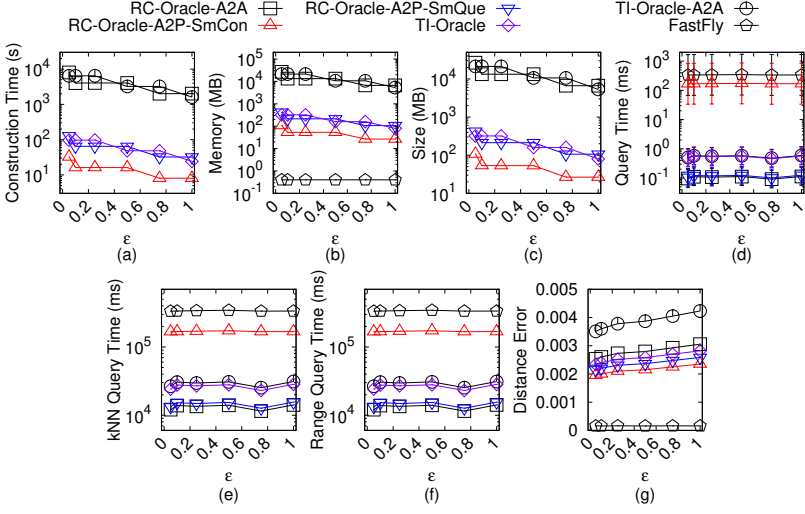 RC-Oracle-A2A RC-Oracle-A2P-SmQue TI-Oracle-A2A
RC-Oracle-A2P-SmCon TI-Oracle FastFly
Construction Time (s)
10^4
10^3
10^2
10^1
0 0.2 0.4 0.6 0.8 1
ε
(a)
Memory (MB)
10^5
10^4
10^3
10^2
10^1
10^0
10^-1
0 0.2 0.4 0.6 0.8 1
ε
(b)
Size (MB)
10^4
10^3
10^2
10^1
0 0.2 0.4 0.6 0.8 1
ε
(c)
Query Time (ms)
10^3
10^2
10^1
10^0
10^-1
0 0.2 0.4 0.6 0.8 1
ε
(d)
kNN Query Time (ms)
10^5
10^4
0 0.2 0.4 0.6 0.8 1
ε
(e)
Range Query Time (ms)
10^5
10^4
0 0.2 0.4 0.6 0.8 1
ε
(f)
Distance Error
0.005
0.004
0.003
0.002
0.001
0
0 0.2 0.4 0.6 0.8 1
ε
(g)